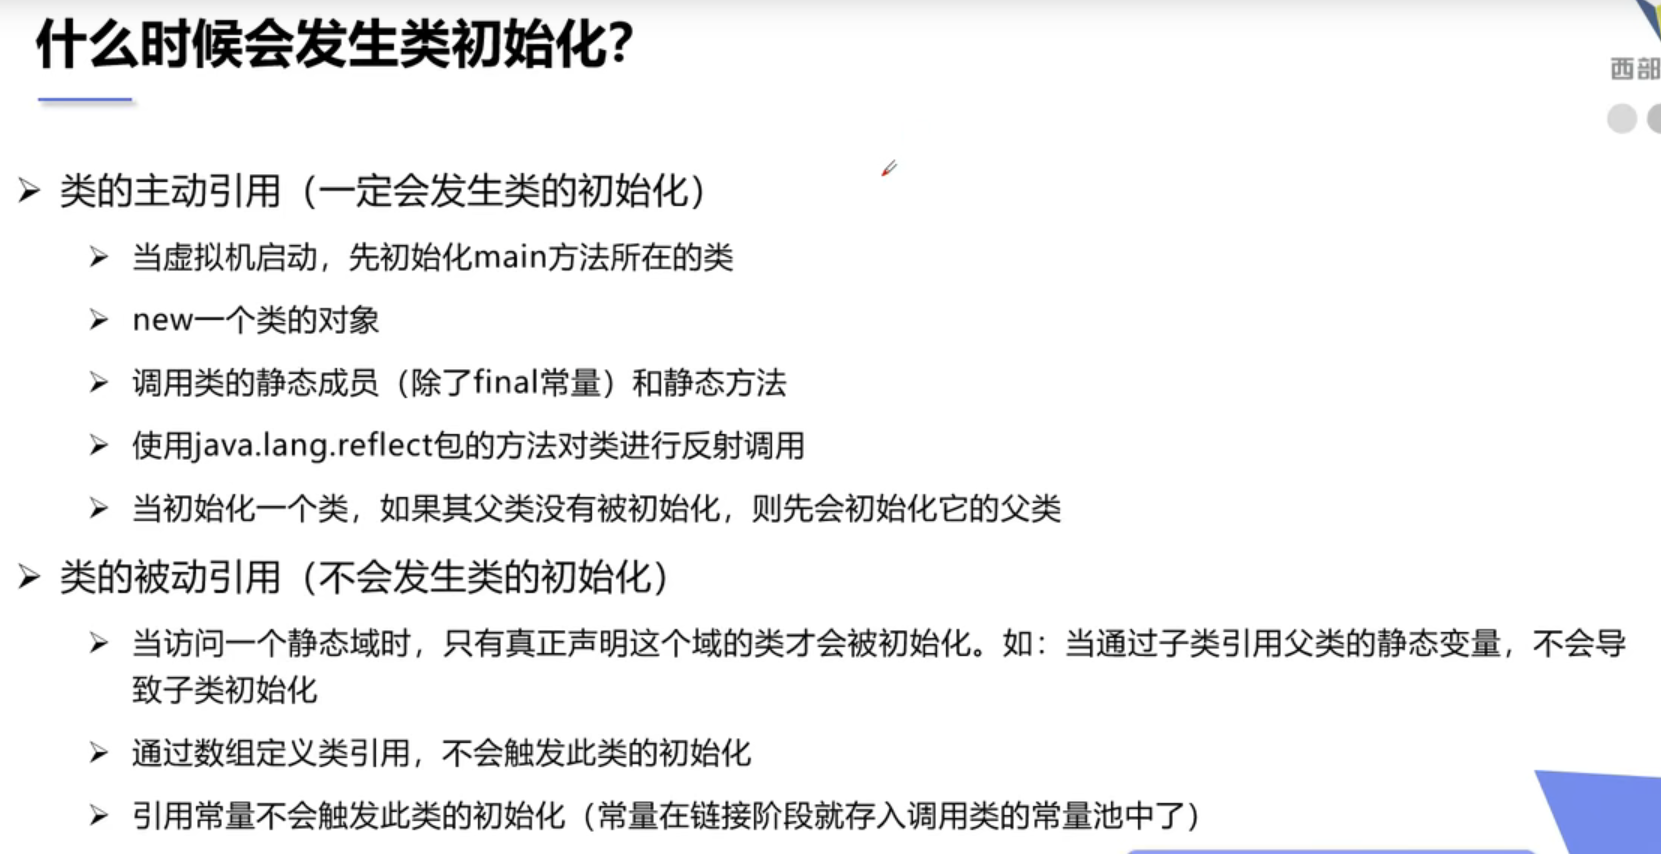 什么时候会发生类初始化？
西部
类的主动引用（一定会发生类的初始化）
当虚拟机启动，先初始化main方法所在的类
new一个类的对象
调用类的静态成员（除了final常量）和静态方法
使用java.lang.reflect包的方法对类进行反射调用
当初始化一个类，如果其父类没有被初始化，则先会初始化它的父类
类的被动引用（不会发生类的初始化）
当访问一个静态域时，只有真正声明这个域的类才会被初始化。如：当通过子类引用父类的静态变量，不会导
致子类初始化
通过数组定义类引用，不会触发此类的初始化
引用常量不会触发此类的初始化（常量在链接阶段就存入调用类的常量池中了）